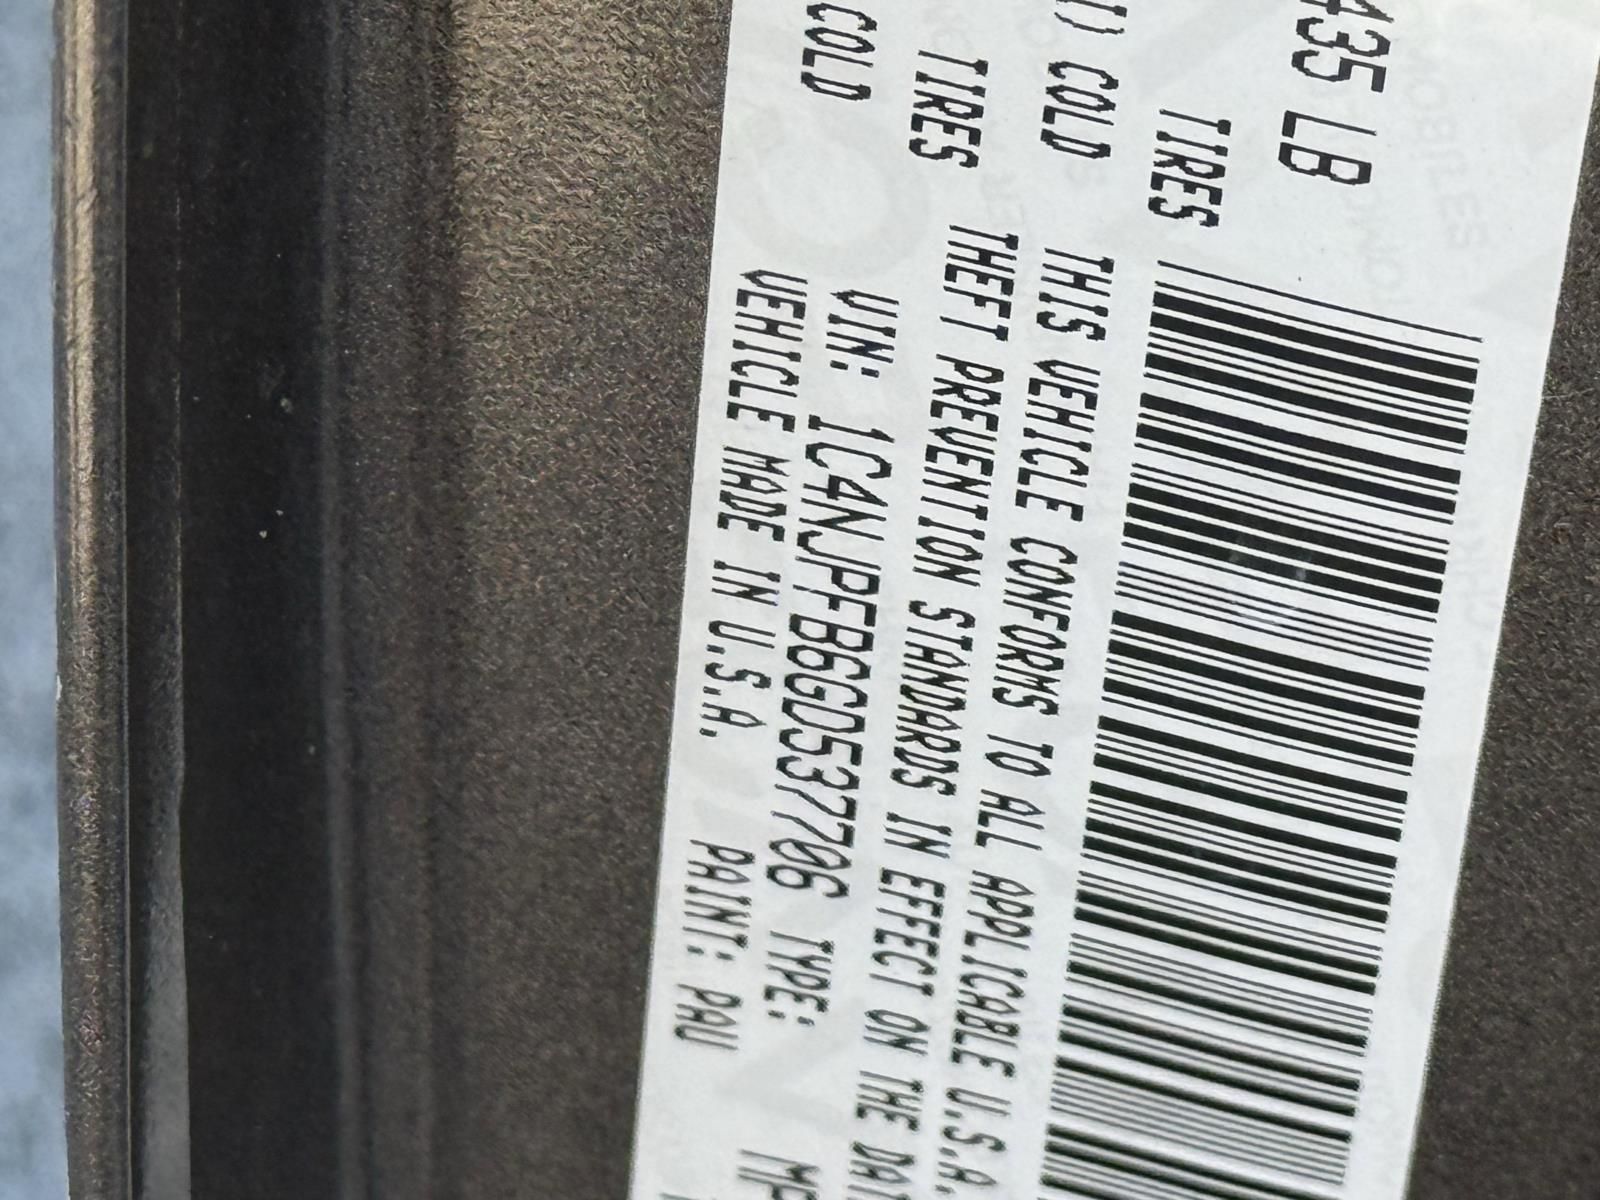 435 LB
TIRES
) COLD
TIRES
COLD
THIS VEHICLE CONFORMS TO ALL APPLICABLE U.S.A.
THEFT PREVENTION STANDARDS IN EFFECT ON THE DAT
VIN: 1C4NJPFB6GD537706 TYPE:
VEHICLE MADE IN U.S.A. PAINT: PAU